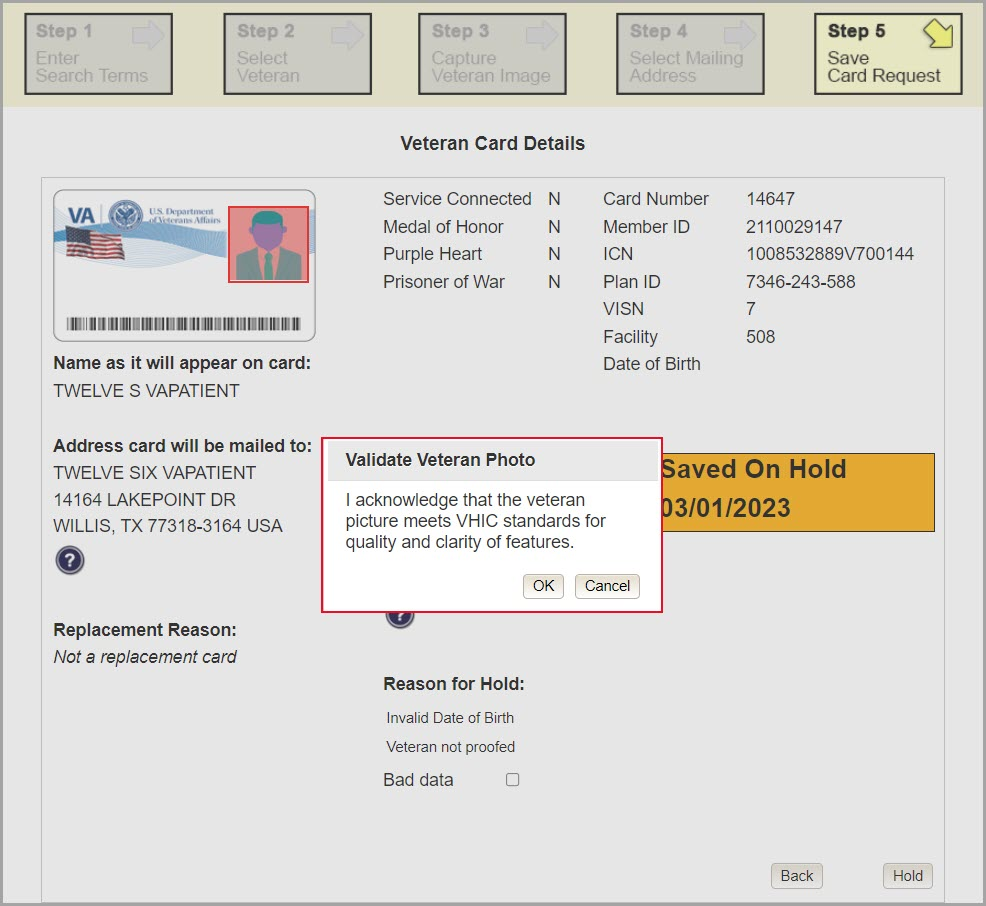 Step 1
Enter
Search Terms
Step 2
Select
Veteran
Step 3
Capture
Veteran Image
Step 4
Select Mailing
Address
Step 5
Save
Card Request
Veteran Card Details
VA
U.S. Department
of Veterans Affairs
Service Connected N
Medal of Honor N
Purple Heart N
Prisoner of War N
Card Number 14647
Member ID 2110029147
ICN 1008532889V700144
Plan ID 7346-243-588
VISN 7
Facility 508
Date of Birth
Name as it will appear on card:
TWELVE S VAPATIENT
Address card will be mailed to:
TWELVE SIX VAPATIENT
14164 LAKEPOINT DR
WILLIS, TX 77318-3164 USA
?
Replacement Reason:
Not a replacement card
Validate Veteran Photo
I acknowledge that the veteran
picture meets VHIC standards for
quality and clarity of features.
OK Cancel
Saved On Hold
03/01/2023
?
Reason for Hold:
Invalid Date of Birth
Veteran not proofed
Bad data
Back Hold